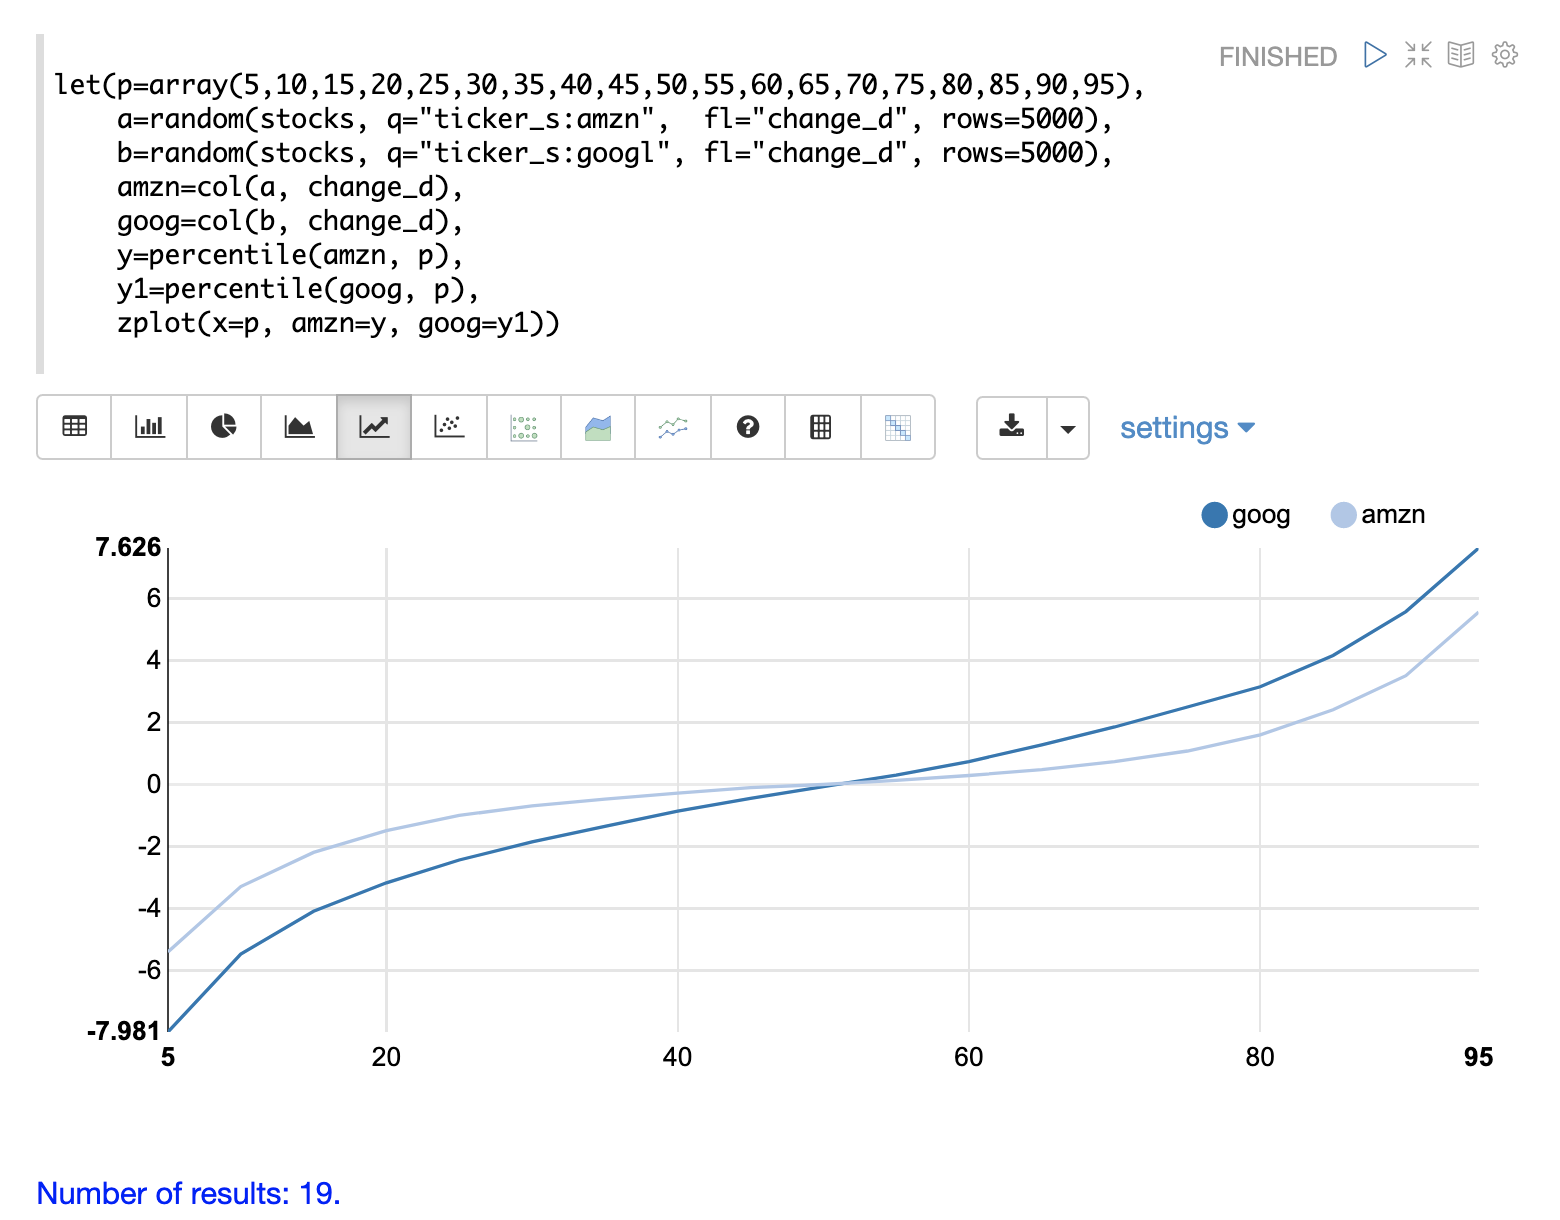 FINISHED
let(p=array(5,10,15,20,25,30,35,40,45,50,55,60,65,70,75,80,85,90,95),
a=random(stocks, q="ticker_s:amzn",  fl="change_d", rows=5000),
b=random(stocks, q="ticker_s:googl", fl="change_d", rows=5000),
amzn=col(a, change_d),
goog=col(b, change_d),
y=percentile(amzn, p),
y1=percentile(goog, p),
zplot(x=p, amzn=y, goog=y1))
settings
goog amzn
7.626
6
4
2
0
-2
-4
-6
-7.981
5 20 40 60 80 95
Number of results: 19.